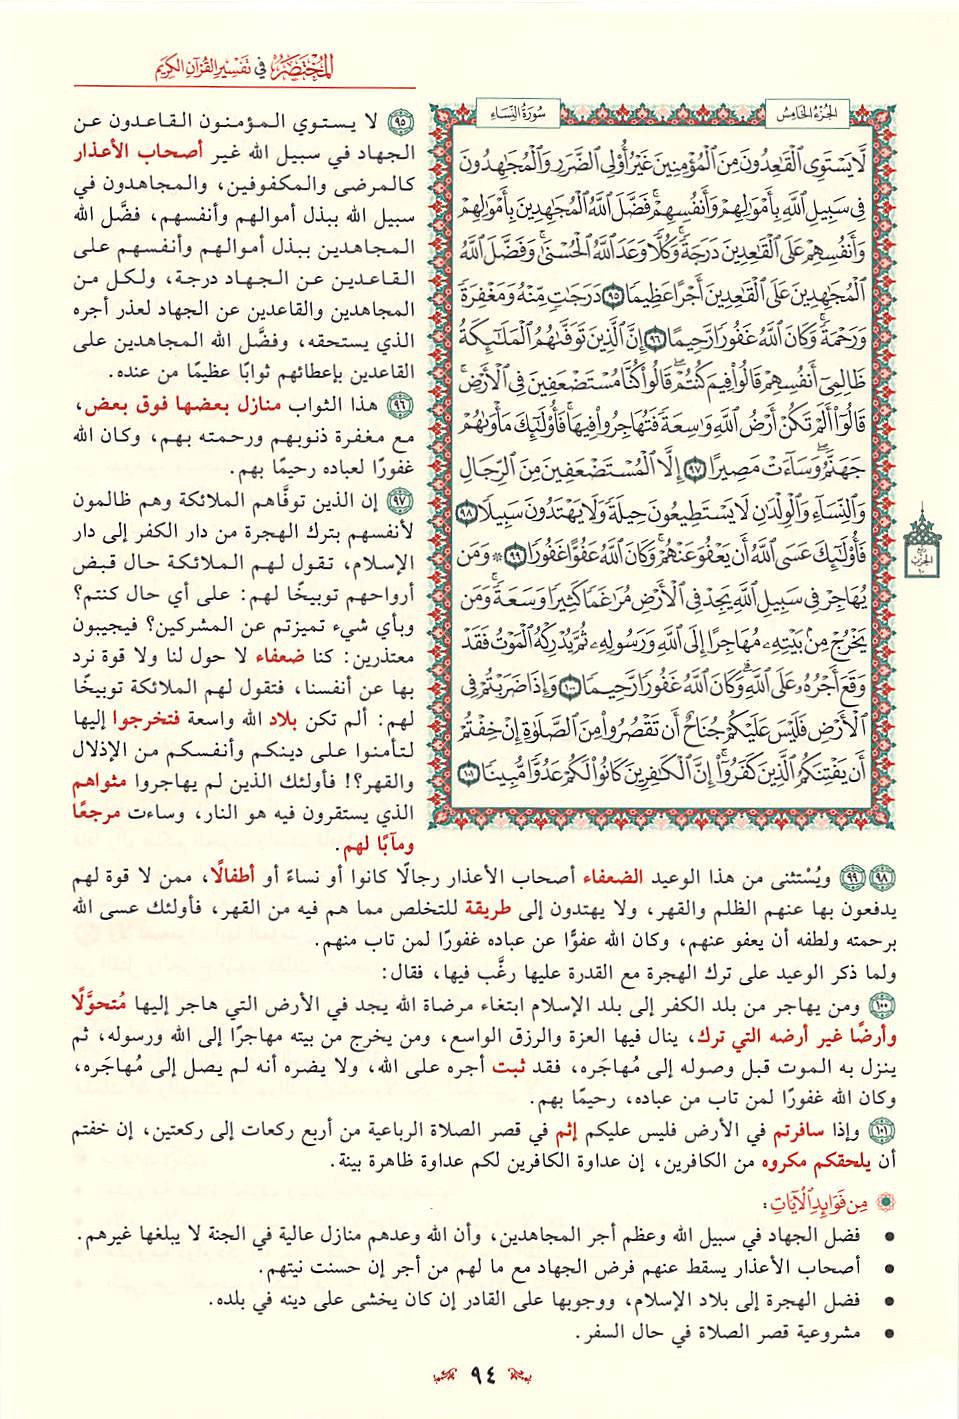 المختصر في تفسير القرآن الكريم
الجزء الخامس
سورة النساء
لَّا يَسْتَوِى ٱلْقَٰعِدُونَ مِنَ ٱلْمُؤْمِنِينَ غَيْرُ أُو۟لِى ٱلضَّرَرِ وَٱلْمُجَٰهِدُونَ
فِى سَبِيلِ ٱللَّهِ بِأَمْوَٰلِهِمْ وَأَنفُسِهِمْ ۚ فَضَّلَ ٱللَّهُ ٱلْمُجَٰهِدِينَ بِأَمْوَٰلِهِمْ
وَأَنفُسِهِمْ عَلَى ٱلْقَٰعِدِينَ دَرَجَةً ۚ وَكُلًّا وَعَدَ ٱللَّهُ ٱلْحُسْنَىٰ ۚ وَفَضَّلَ ٱللَّهُ
ٱلْمُجَٰهِدِينَ عَلَى ٱلْقَٰعِدِينَ أَجْرًا عَظِيمًا ٩٥ دَرَجَٰتٍ مِّنْهُ وَمَغْفِرَةً
وَرَحْمَةً ۚ وَكَانَ ٱللَّهُ غَفُورًا رَّحِيمًا ٩٦ إِنَّ ٱلَّذِينَ تَوَفَّىٰهُمُ ٱلْمَلَٰٓئِكَةُ
ظَالِمِىٓ أَنفُسِهِمْ قَالُوا۟ فِيمَ كُنتُمْ ۖ قَالُوا۟ كُنَّا مُسْتَضْعَفِينَ فِى ٱلْأَرْضِ ۚ
قَالُوٓا۟ أَلَمْ تَكُنْ أَرْضُ ٱللَّهِ وَٰسِعَةً فَتُهَاجِرُوا۟ فِيهَا ۚ فَأُو۟لَٰٓئِكَ مَأْوَىٰهُمْ
جَهَنَّمُ ۖ وَسَآءَتْ مَصِيرًا ٩٧ إِلَّا ٱلْمُسْتَضْعَفِينَ مِنَ ٱلرِّجَالِ
وَٱلنِّسَآءِ وَٱلْوِلْدَٰنِ لَا يَسْتَطِيعُونَ حِيلَةً وَلَا يَهْتَدُونَ سَبِيلًا ٩٨
فَأُو۟لَٰٓئِكَ عَسَى ٱللَّهُ أَن يَعْفُوَ عَنْهُمْ ۚ وَكَانَ ٱللَّهُ عَفُوًّا غَفُورًا ٩٩ ۞ وَمَن
يُهَاجِرْ فِى سَبِيلِ ٱللَّهِ يَجِدْ فِى ٱلْأَرْضِ مُرَٰغَمًا كَثِيرًا وَسَعَةً ۚ وَمَن
يَخْرُجْ مِنۢ بَيْتِهِۦ مُهَاجِرًا إِلَى ٱللَّهِ وَرَسُولِهِۦ ثُمَّ يُدْرِكْهُ ٱلْمَوْتُ فَقَدْ
وَقَعَ أَجْرُهُۥ عَلَى ٱللَّهِ ۗ وَكَانَ ٱللَّهُ غَفُورًا رَّحِيمًا ١٠٠ وَإِذَا ضَرَبْتُمْ فِى
ٱلْأَرْضِ فَلَيْسَ عَلَيْكُمْ جُنَاحٌ أَن تَقْصُرُوا۟ مِنَ ٱلصَّلَوٰةِ إِنْ خِفْتُمْ
أَن يَفْتِنَكُمُ ٱلَّذِينَ كَفَرُوٓا۟ ۚ إِنَّ ٱلْكَٰفِرِينَ كَانُوا۟ لَكُمْ عَدُوًّا مُّبِينًا ١٠١
ربع
الحزب
١٠
٩٥ لا يستوي المؤمنون القاعدون عن
الجهاد في سبيل الله غير أصحاب الأعذار
كالمرضى والمكفوفين، والمجاهدون في
سبيل الله ببذل أموالهم وأنفسهم، فضَّل الله
المجاهدين ببذل أموالهم وأنفسهم على
القاعدين عن الجهاد درجة، ولكل من
المجاهدين والقاعدين عن الجهاد لعذر أجره
الذي يستحقه، وفضَّل الله المجاهدين على
القاعدين بإعطائهم ثوابًا عظيمًا من عنده.
٩٦ هذا الثواب منازل بعضها فوق بعض،
مع مغفرة ذنوبهم ورحمته بهم، وكان الله
غفورًا لعباده رحيمًا بهم.
٩٧ إن الذين توفَّاهم الملائكة وهم ظالمون
لأنفسهم بترك الهجرة من دار الكفر إلى دار
الإسلام، تقول لهم الملائكة حال قبض
أرواحهم توبيخًا لهم: على أي حال كنتم؟
وبأي شيء تميزتم عن المشركين؟ فيجيبون
معتذرين: كنا ضعفاء لا حول لنا ولا قوة نرد
بها عن أنفسنا، فتقول لهم الملائكة توبيخًا
لهم: ألم تكن بلاد الله واسعة فتخرجوا إليها
لتأمنوا على دينكم وأنفسكم من الإذلال
والقهر؟! فأولئك الذين لم يهاجروا مثواهم
الذي يستقرون فيه هو النار، وساءت مرجعًا
ومآبًا لهم.
٩٨ ٩٩ ويُسْتثنى من هذا الوعيد الضعفاء أصحاب الأعذار رجالًا كانوا أو نساءً أو أطفالًا، ممن لا قوة لهم
يدفعون بها عنهم الظلم والقهر، ولا يهتدون إلى طريقة للتخلص مما هم فيه من القهر، فأولئك عسى الله
برحمته ولطفه أن يعفو عنهم، وكان الله عفوًّا عن عباده غفورًا لمن تاب منهم.
ولما ذكر الوعيد على ترك الهجرة مع القدرة عليها رغَّب فيها، فقال:
١٠٠ ومن يهاجر من بلد الكفر إلى بلد الإسلام ابتغاء مرضاة الله يجد في الأرض التي هاجر إليها مُتحوَّلًا
وأرضًا غير أرضه التي ترك، ينال فيها العزة والرزق الواسع، ومن يخرج من بيته مهاجرًا إلى الله ورسوله، ثم
ينزل به الموت قبل وصوله إلى مُهاجَره، فقد ثبت أجره على الله، ولا يضره أنه لم يصل إلى مُهاجَره،
وكان الله غفورًا لمن تاب من عباده، رحيمًا بهم.
١٠١ وإذا سافرتم في الأرض فليس عليكم إثم في قصر الصلاة الرباعية من أربع ركعات إلى ركعتين، إن خفتم
أن يلحقكم مكروه من الكافرين، إن عداوة الكافرين لكم عداوة ظاهرة بينة.
من فوائد الآيات:
• فضل الجهاد في سبيل الله وعظم أجر المجاهدين، وأن الله وعدهم منازل عالية في الجنة لا يبلغها غيرهم.
• أصحاب الأعذار يسقط عنهم فرض الجهاد مع ما لهم من أجر إن حسنت نيتهم.
• فضل الهجرة إلى بلاد الإسلام، ووجوبها على القادر إن كان يخشى على دينه في بلده.
• مشروعية قصر الصلاة في حال السفر.
٩٤